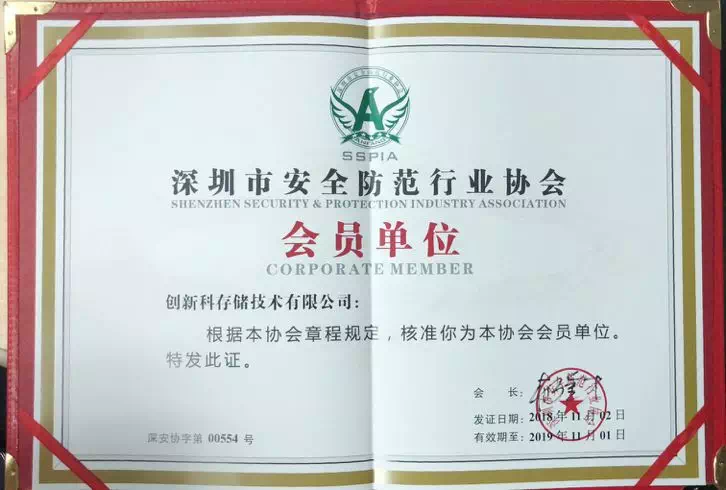 ANFANG
SSPIA
深圳市安全防范行业协会
SHENZHEN SECURITY & PROTECTION INDUSTRY ASSOCIATION
会员单位
CORPORATE MEMBER
创新科存储技术有限公司：
根据本协会章程规定，核准你为本协会会员单位。
特发此证。
会 长：
发证日期：2018 年 11 月 02 日
有效期至：2019 年 11 月 01 日
深安协字第 00554 号